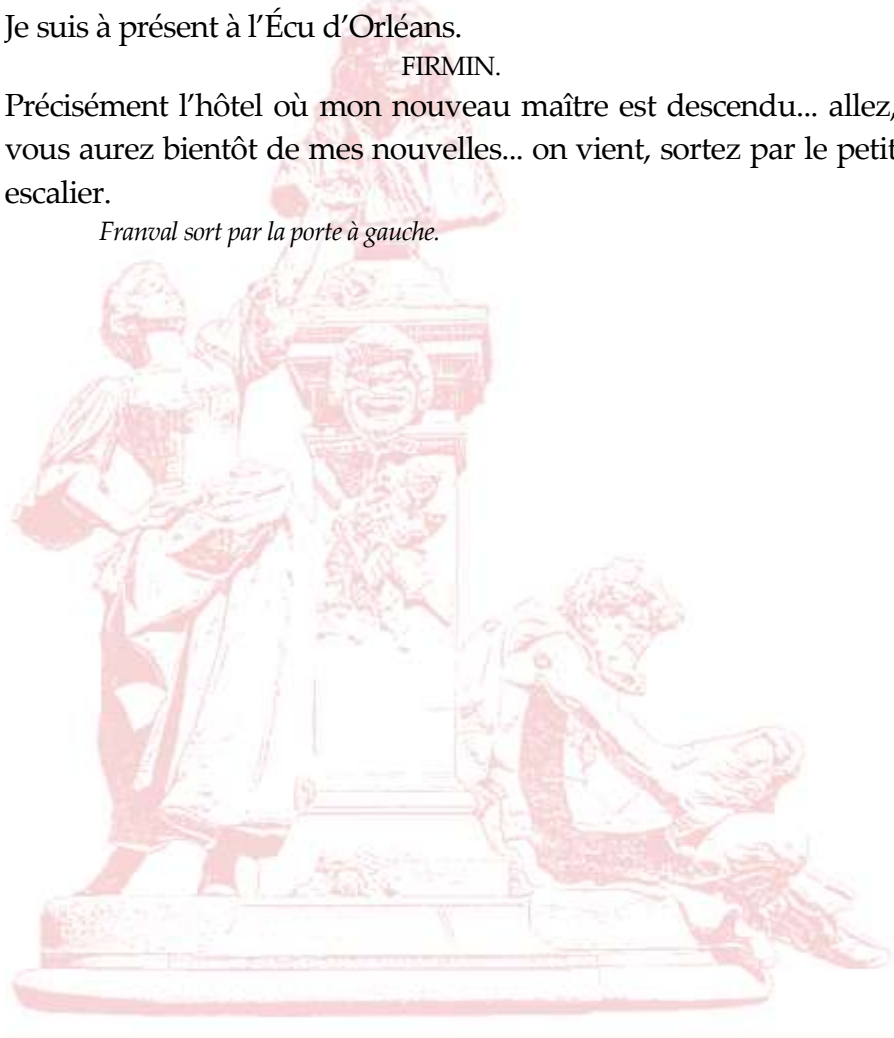 Je suis à présent à l’Écu d’Orléans.
FIRMIN.
Précisément l’hôtel où mon nouveau maître est descendu... allez,
vous aurez bientôt de mes nouvelles... on vient, sortez par le petit
escalier.
Franval sort par la porte à gauche.